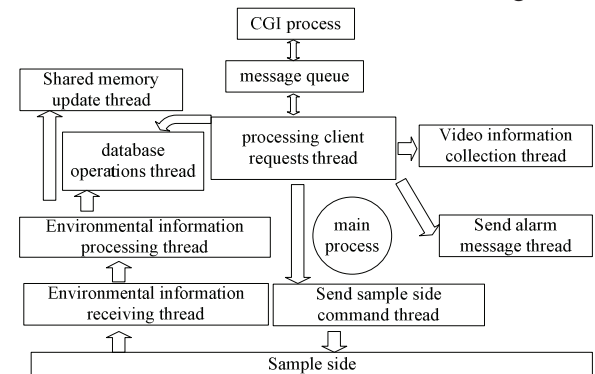 CGI process
message queue
Shared memory
update thread
processing client
requests thread
Video information
collection thread
database
operations thread
Environmental information
processing thread
main
process
Send alarm
message thread
Environmental information
receiving thread
Send sample side
command thread
Sample side